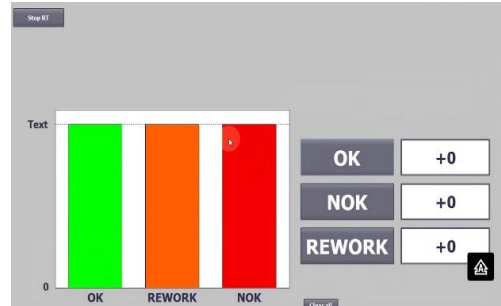 Stop RT
Text
OK +0
NOK +0
REWORK +0
0
OK REWORK NOK
Clear all